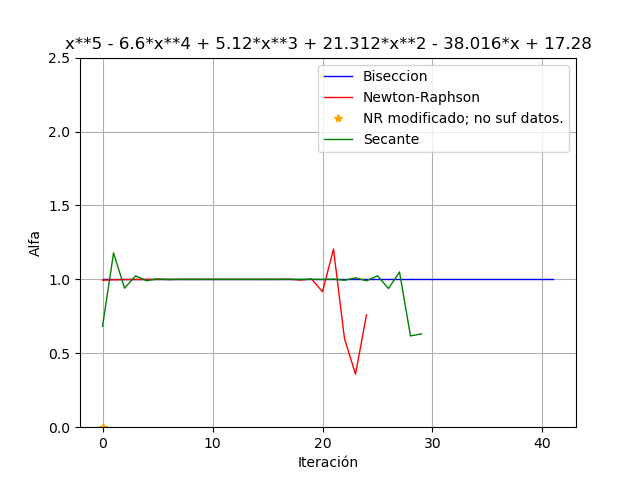 x**5 - 6.6*x**4 + 5.12*x**3 + 21.312*x**2 - 38.016*x + 17.28
2.5
2.0
1.5
1.0
0.5
0.0
Alfa
Biseccion
Newton-Raphson
NR modificado; no suf datos.
Secante
0
10
20
30
40
Iteración